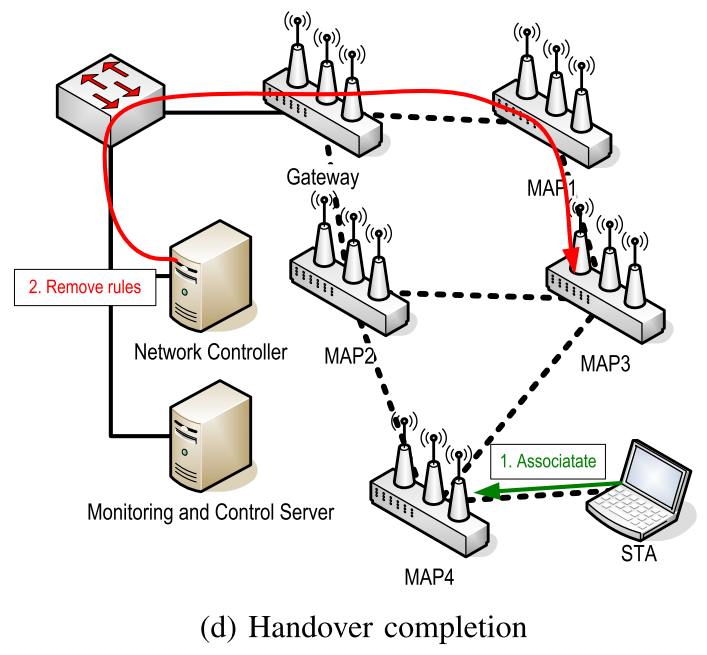 Gateway
MAP1
2. Remove rules
Network Controller
MAP2
MAP3
1. Associatate
Monitoring and Control Server
STA
MAP4
(d) Handover completion